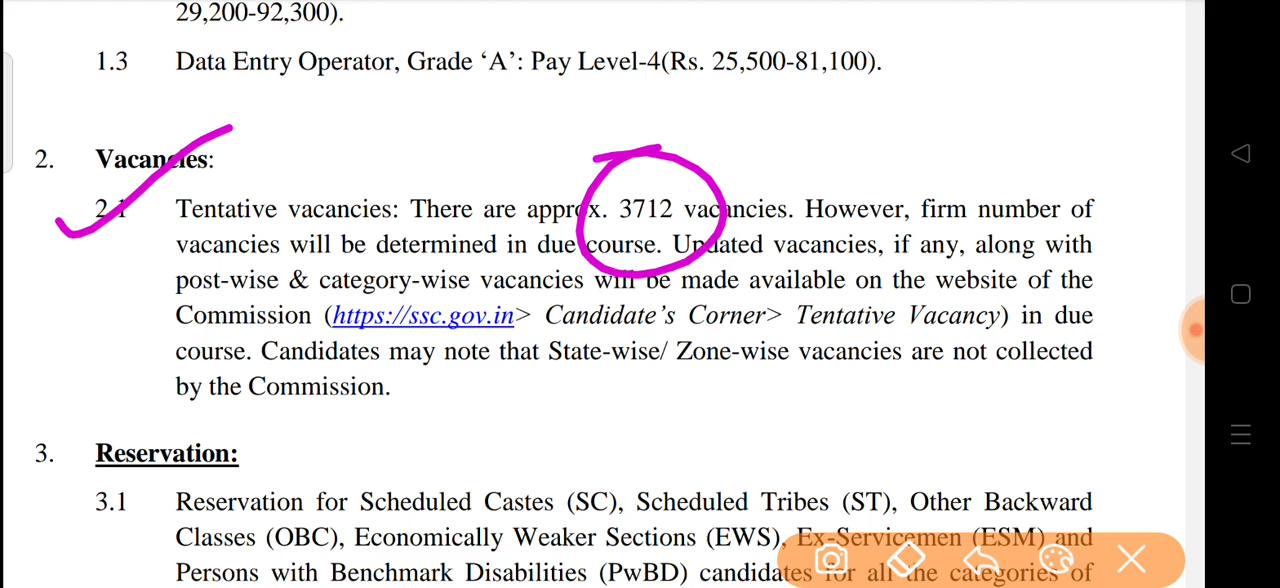 29,200-92,300).
1.3 Data Entry Operator, Grade ‘A’: Pay Level-4(Rs. 25,500-81,100).
2. Vacancies:
2.1 Tentative vacancies: There are approx. 3712 vacancies. However, firm number of
vacancies will be determined in due course. Updated vacancies, if any, along with
post-wise & category-wise vacancies will be made available on the website of the
Commission (https://ssc.gov.in> Candidate’s Corner> Tentative Vacancy) in due
course. Candidates may note that State-wise/ Zone-wise vacancies are not collected
by the Commission.
3. Reservation:
3.1 Reservation for Scheduled Castes (SC), Scheduled Tribes (ST), Other Backward
Classes (OBC), Economically Weaker Sections (EWS), Ex-Servicemen (ESM) and
Persons with Benchmark Disabilities (PwBD) candidates for all the categories of